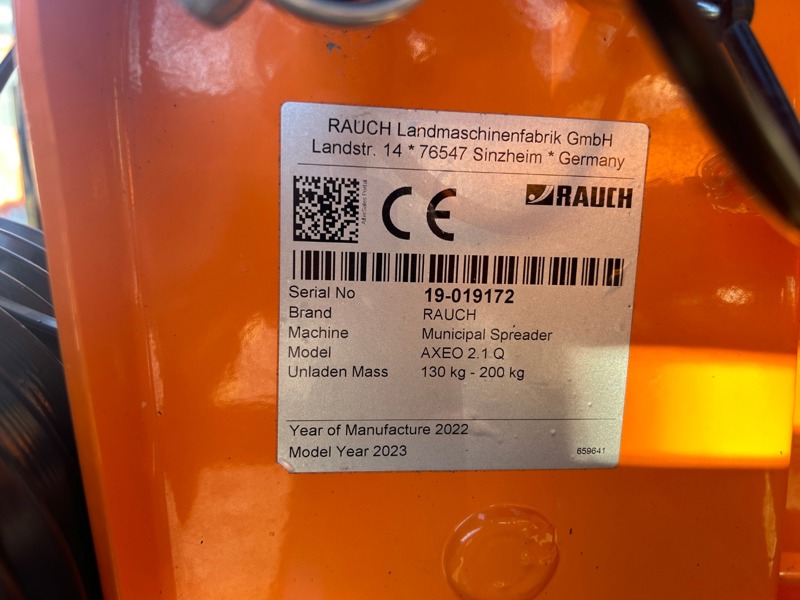 RAUCH Landmaschinenfabrik GmbH
Landstr. 14 * 76547 Sinzheim * Germany
CE
RAUCH
Serial No 19-019172
Brand RAUCH
Machine Municipal Spreader
Model AXEO 2.1 Q
Unladen Mass 130 kg - 200 kg
Year of Manufacture 2022
Model Year 2023
659641